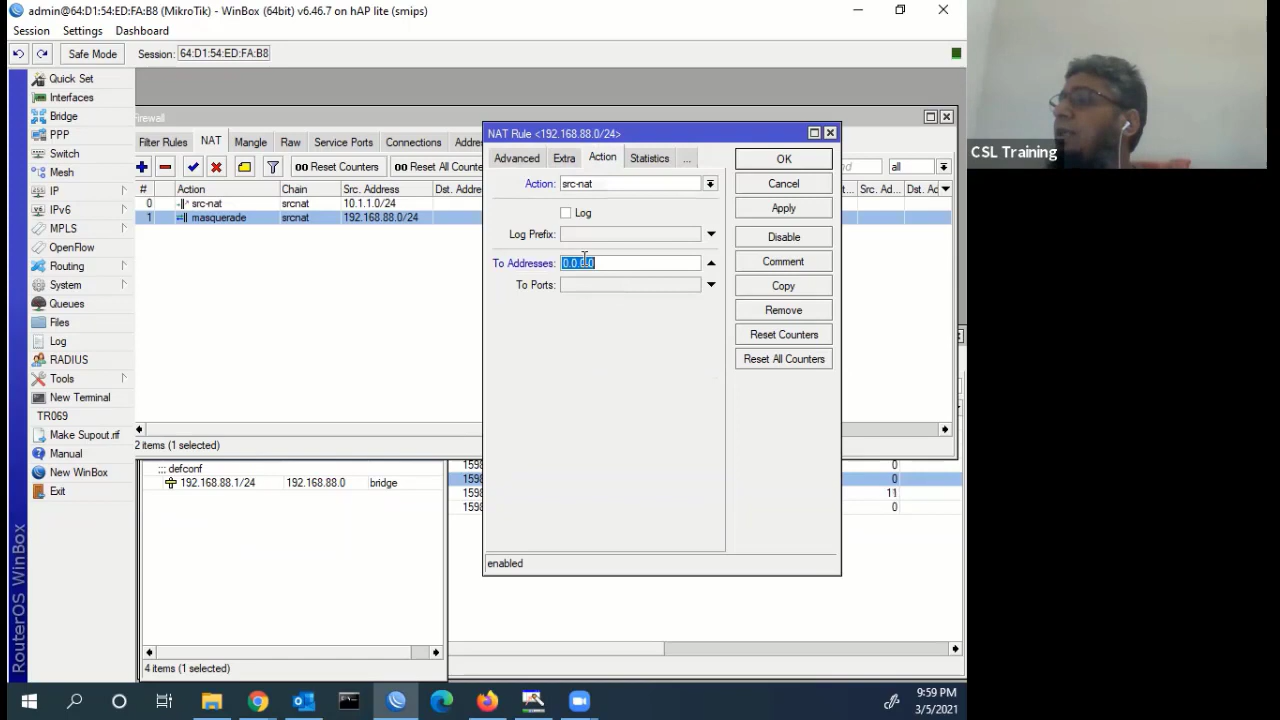 admin@64:D1:54:ED:FA:B8 (MikroTik) - WinBox (64bit) v6.46.7 on hAP lite (smips)
Session Settings Dashboard
Safe Mode Session: 64:D1:54:ED:FA:B8
Quick Set
Interfaces
Bridge
PPP
Switch
Mesh
IP
IPv6
MPLS
OpenFlow
Routing
System
Queues
Files
Log
RADIUS
Tools
New Terminal
TR069
Make Supout.rif
Manual
New WinBox
Exit
RouterOS WinBox
Firewall
Filter Rules NAT Mangle Raw Service Ports Connections Addre
00 Reset Counters 00 Reset All Counte
all
# Action Chain Src. Address Dst. Addre
Src. Ad... Dst. Ad
0 src-nat srcnat 10.1.1.0/24
1 masquerade srcnat 192.168.88.0/24
2 items (1 selected)
NAT Rule <192.168.88.0/24>
Advanced Extra Action Statistics ...
Action: src-nat
Log
Log Prefix:
To Addresses: 0.0.0.0
To Ports:
OK
Cancel
Apply
Disable
Comment
Copy
Remove
Reset Counters
Reset All Counters
enabled
::: defconf
192.168.88.1/24 192.168.88.0 bridge
4 items (1 selected)
1598 0
1598 0
1598 11
1598 0
CSL Training
9:59 PM
3/5/2021